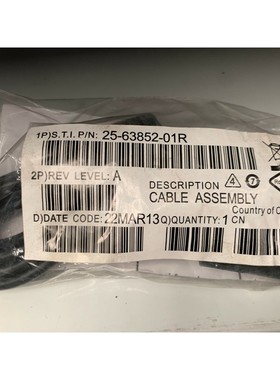 1P)S.T.I. P/N: 25-63852-01R
2P)REV LEVEL: A
DESCRIPTION
CABLE ASSEMBLY
Country of
D)DATE CODE: 22MAR13 Q)QUANTITY: 1 CN